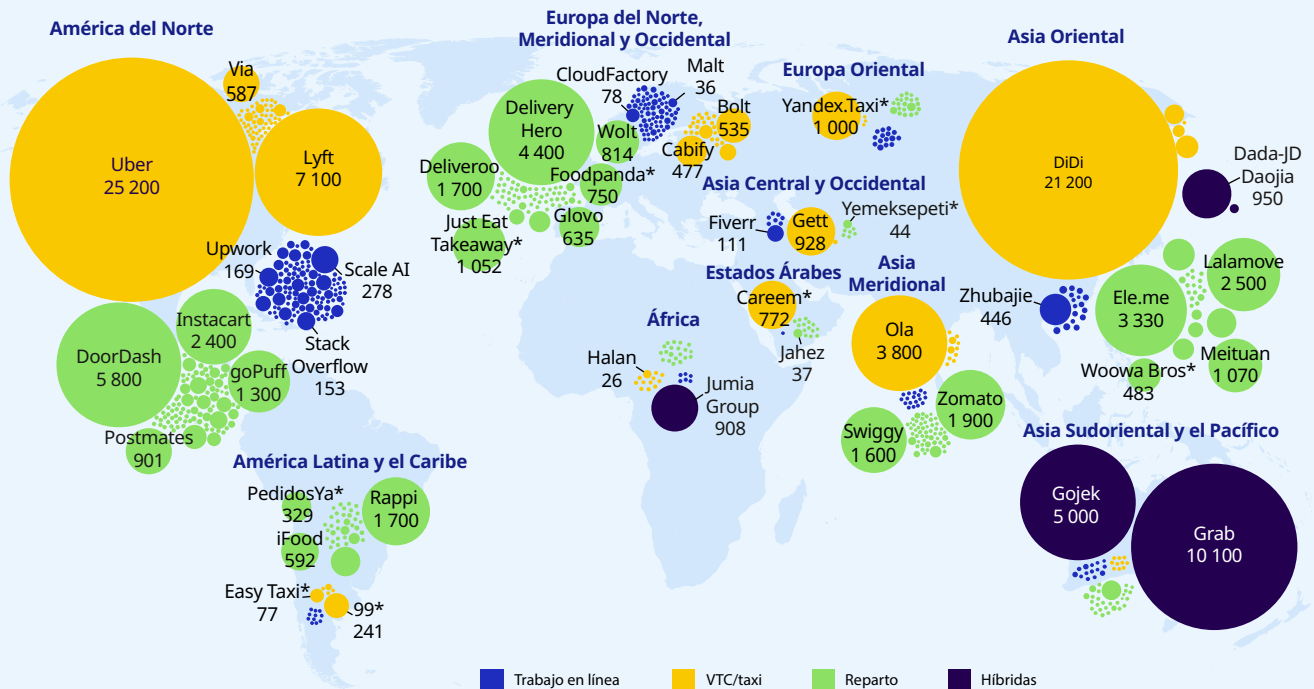 América del Norte
Via
587
Uber
25 200
Lyft
7 100
Upwork
169
Scale AI
278
Stack
Overflow
153
Instacart
2 400
DoorDash
5 800
goPuff
1 300
Postmates
901
América Latina y el Caribe
PedidosYa*
329
Rappi
1 700
iFood
592
Easy Taxi*
77
99*
241
Europa del Norte,
Meridional y Occidental
CloudFactory
78
Malt
36
Delivery
Hero
4 400
Wolt
814
Bolt
535
Cabify
477
Deliveroo
1 700
Foodpanda*
750
Just Eat
Takeaway*
1 052
Glovo
635
Europa Oriental
Yandex.Taxi*
1 000
Asia Central y Occidental
Fiverr
111
Gett
928
Yemeksepeti*
44
Estados Árabes
Careem*
772
Jahez
37
África
Halan
26
Jumia
Group
908
Asia
Meridional
Ola
3 800
Zomato
1 900
Swiggy
1 600
Asia Oriental
DiDi
21 200
Dada-JD
Daojia
950
Zhubajie
446
Ele.me
3 330
Lalamove
2 500
Woowa Bros*
483
Meituan
1 070
Asia Sudoriental y el Pacífico
Gojek
5 000
Grab
10 100
Trabajo en línea
VTC/taxi
Reparto
Híbridas